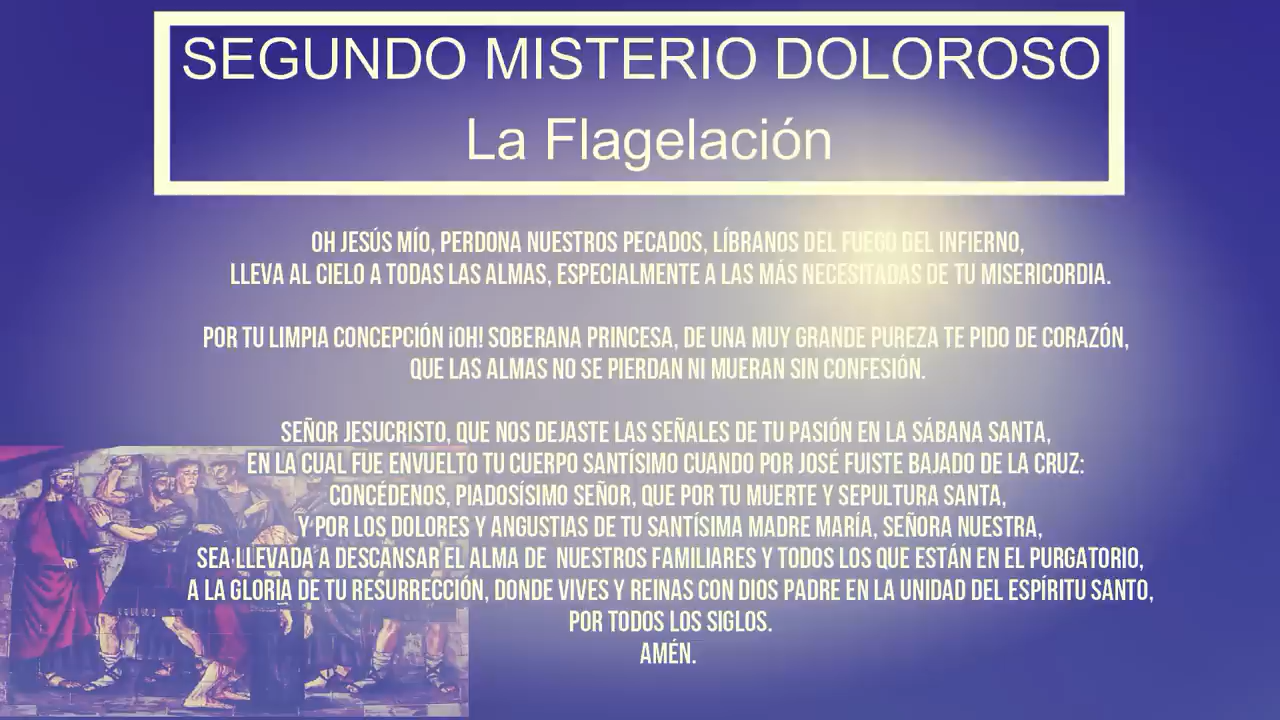 SEGUNDO MISTERIO DOLOROSO
La Flagelación
OH JESÚS MÍO, PERDONA NUESTROS PECADOS, LÍBRANOS DEL FUEGO DEL INFIERNO,
LLEVA AL CIELO A TODAS LAS ALMAS, ESPECIALMENTE A LAS MÁS NECESITADAS DE TU MISERICORDIA.
POR TU LIMPIA CONCEPCIÓN ¡OH! SOBERANA PRINCESA, DE UNA MUY GRANDE PUREZA TE PIDO DE CORAZÓN,
QUE LAS ALMAS NO SE PIERDAN NI MUERAN SIN CONFESIÓN.
SEÑOR JESUCRISTO, QUE NOS DEJASTE LAS SEÑALES DE TU PASIÓN EN LA SÁBANA SANTA,
EN LA CUAL FUE ENVUELTO TU CUERPO SANTÍSIMO CUANDO POR JOSÉ FUISTE BAJADO DE LA CRUZ:
CONCÉDENOS, PIADOSÍSIMO SEÑOR, QUE POR TU MUERTE Y SEPULTURA SANTA,
Y POR LOS DOLORES Y ANGUSTIAS DE TU SANTÍSIMA MADRE MARÍA, SEÑORA NUESTRA,
SEA LLEVADA A DESCANSAR EL ALMA DE NUESTROS FAMILIARES Y TODOS LOS QUE ESTÁN EN EL PURGATORIO,
A LA GLORIA DE TU RESURRECCIÓN, DONDE VIVES Y REINAS CON DIOS PADRE EN LA UNIDAD DEL ESPÍRITU SANTO,
POR TODOS LOS SIGLOS.
AMÉN.